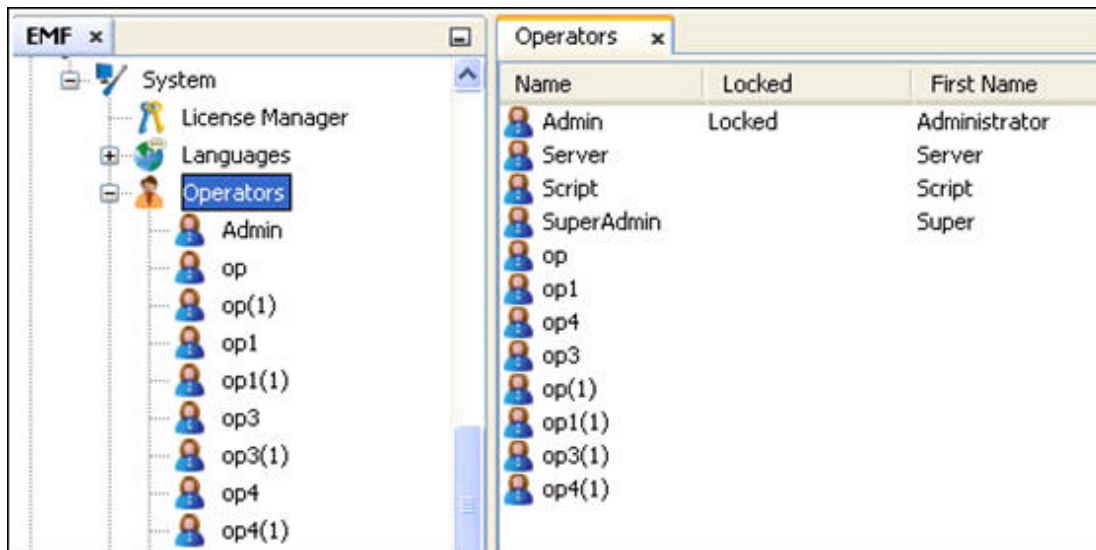 EMF
System
License Manager
Languages
Operators
Admin
op
op(1)
op1
op1(1)
op3
op3(1)
op4
op4(1)
Operators
Name Locked First Name
Admin Locked Administrator
Server Server
Script Script
SuperAdmin Super
op
op1
op4
op3
op(1)
op1(1)
op3(1)
op4(1)